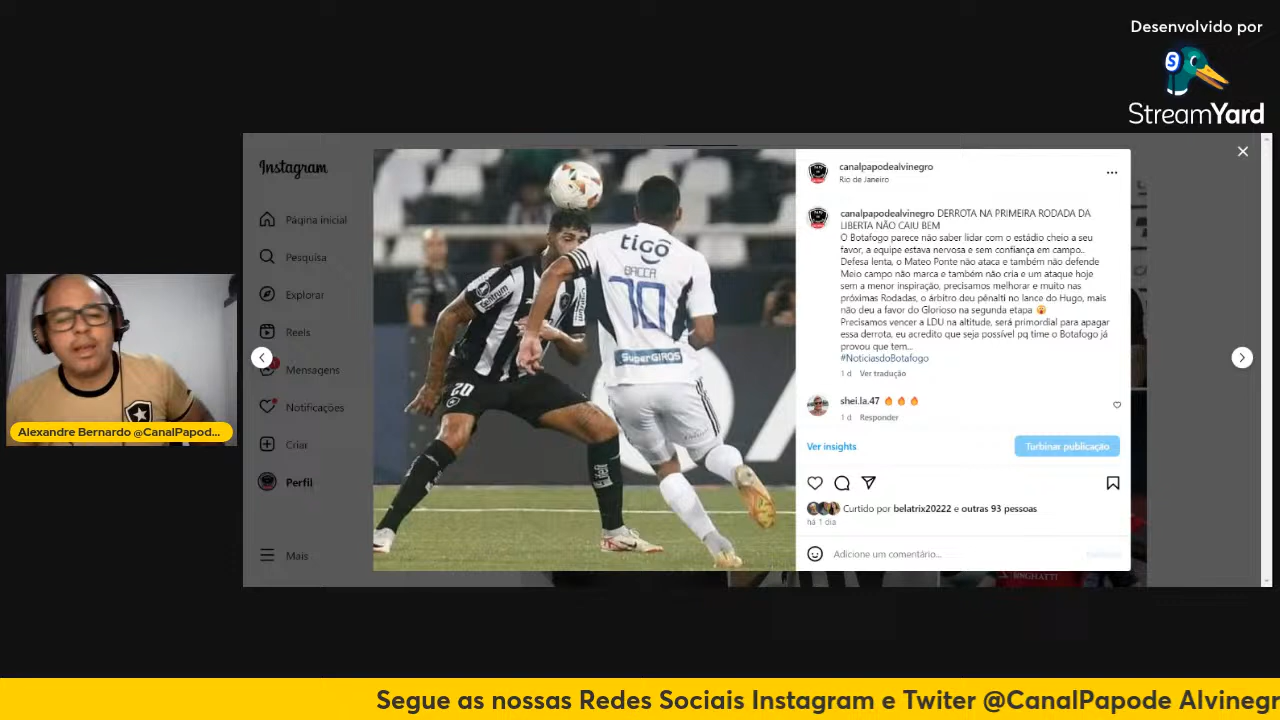 Desenvolvido por
StreamYard
Instagram
Página inicial
Pesquisa
Explorar
Reels
Mensagens
Notificações
Criar
Perfil
Mais
Alexandre Bernardo @CanalPapod...
tigo
BACCA
10
SuperGIROS
20
canalpapodealvinegro
Rio de Janeiro
canalpapodealvinegro DERROTA NA PRIMEIRA RODADA DA
LIBERTA NÃO CAIU BEM
O Botafogo parece não saber lidar com o estádio cheio a seu
favor, a equipe estava nervosa e sem confiança em campo.
Defesa lenta, o Mateo Ponte não ataca e também não defende
Meio campo não marca e também não cria e um ataque hoje
sem a menor inspiração, precisamos melhorar e muito nas
próximas Rodadas, o árbitro deu pênalti no lance do Hugo, mais
não deu a favor do Glorioso na segunda etapa 😱
Precisamos vencer a LDU na altitude, será primordial para apagar
essa derrota, eu acredito que seja possível pq time o Botafogo já
provou que tem...
#NoticiasdoBotafogo
1 d Ver tradução
shei.la.47 🔥🔥🔥
1 d Responder
Ver insights
Turbinar publicação
Curtido por belatrix20222 e outras 93 pessoas
há 1 dia
Adicione um comentário...
Segue as nossas Redes Sociais Instagram e Twiter @CanalPapode Alvinegr